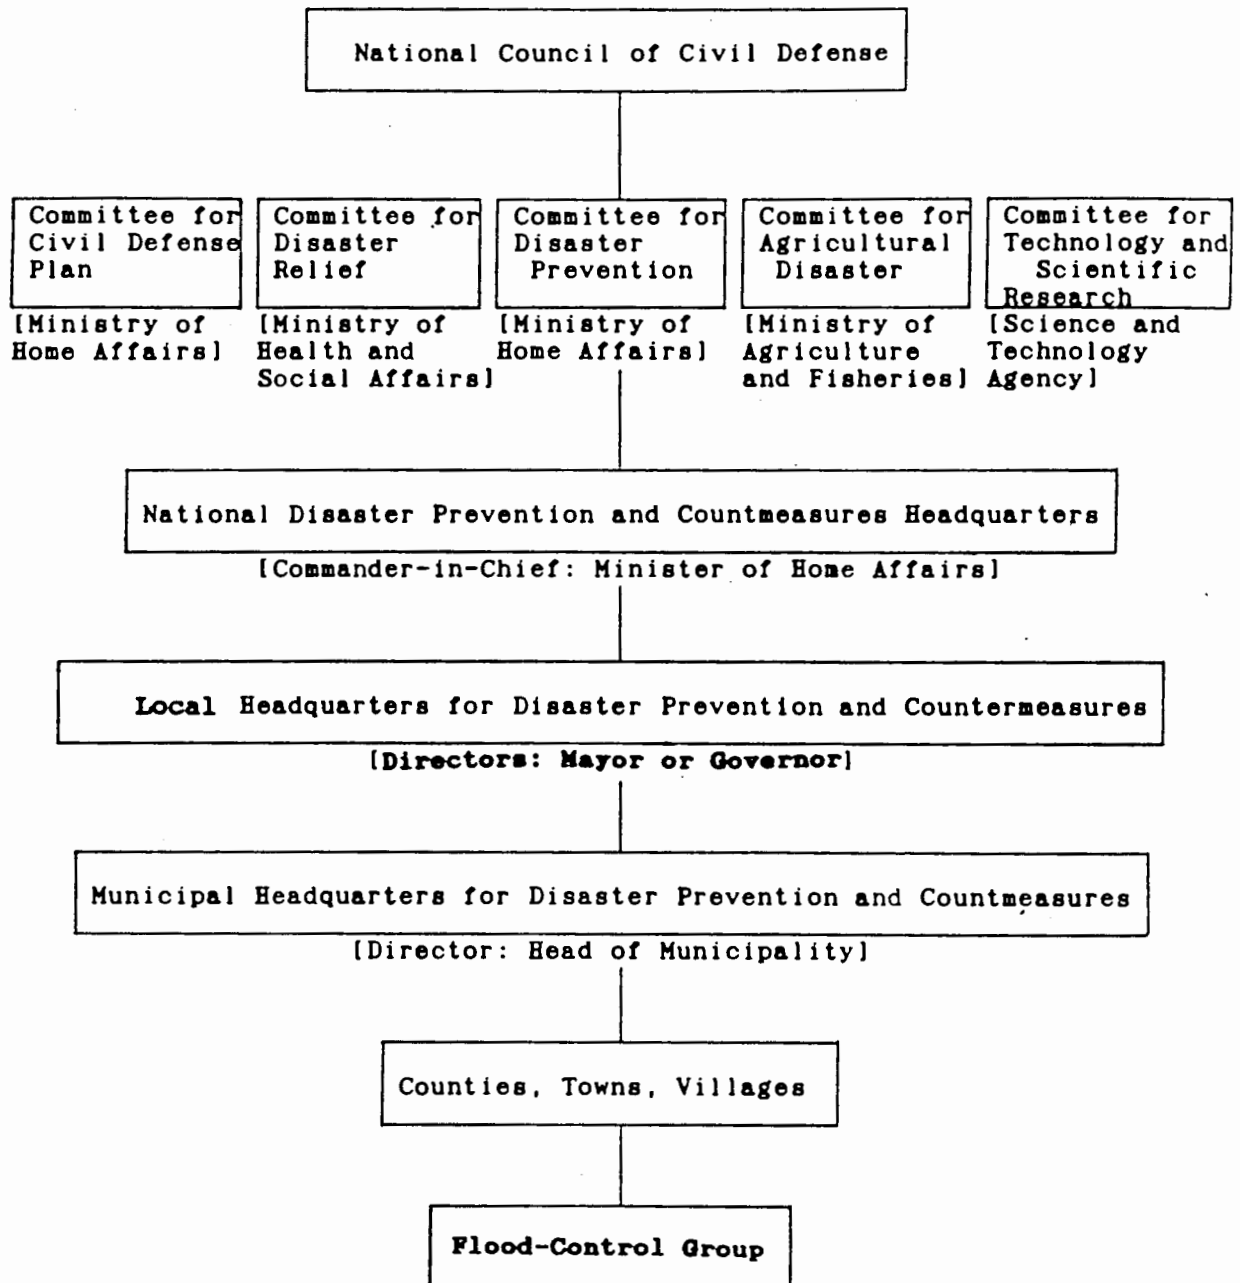 National Council of Civil Defense
Committee for
Civil Defense
Plan
[Ministry of
Home Affairs]
Committee for
Disaster
Relief
[Ministry of
Health and
Social Affairs]
Committee for
Disaster
Prevention
[Ministry of
Home Affairs]
Committee for
Agricultural
Disaster
[Ministry of
Agriculture
and Fisheries]
Committee for
Technology and
Scientific
Research
[Science and
Technology
Agency]
National Disaster Prevention and Countmeasures Headquarters
[Commander-in-Chief: Minister of Home Affairs]
Local Headquarters for Disaster Prevention and Countermeasures
[Directors: Mayor or Governor]
Municipal Headquarters for Disaster Prevention and Countmeasures
[Director: Head of Municipality]
Counties, Towns, Villages
Flood-Control Group